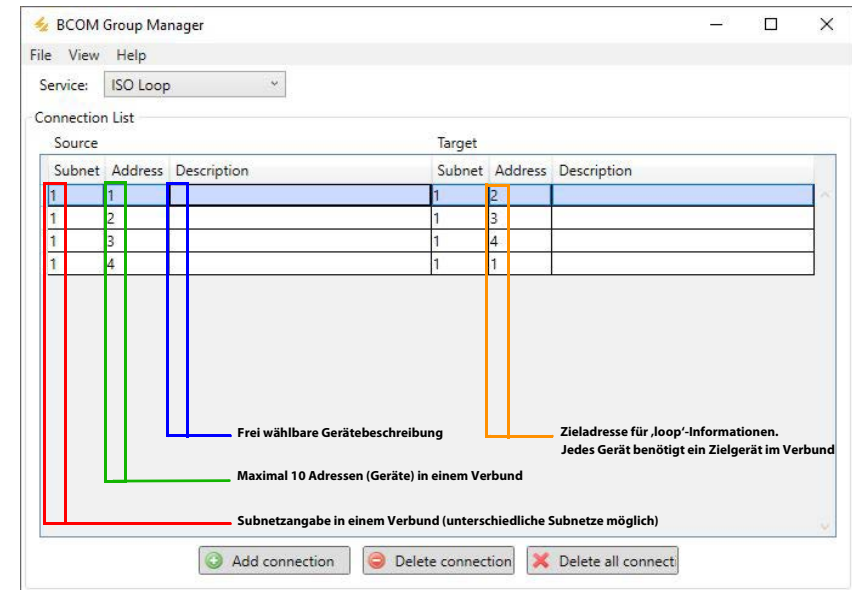 BCOM Group Manager
File View Help
Service: ISO Loop
Connection List
Source Target
Subnet Address Description Subnet Address Description
1 1 1 2
1 2 1 3
1 3 1 4
1 4 1 1
Frei wählbare Gerätebeschreibung
Zieladresse für ‚loop‘-Informationen.
Jedes Gerät benötigt ein Zielgerät im Verbund
Maximal 10 Adressen (Geräte) in einem Verbund
Subnetzangabe in einem Verbund (unterschiedliche Subnetze möglich)
Add connection Delete connection Delete all connecti